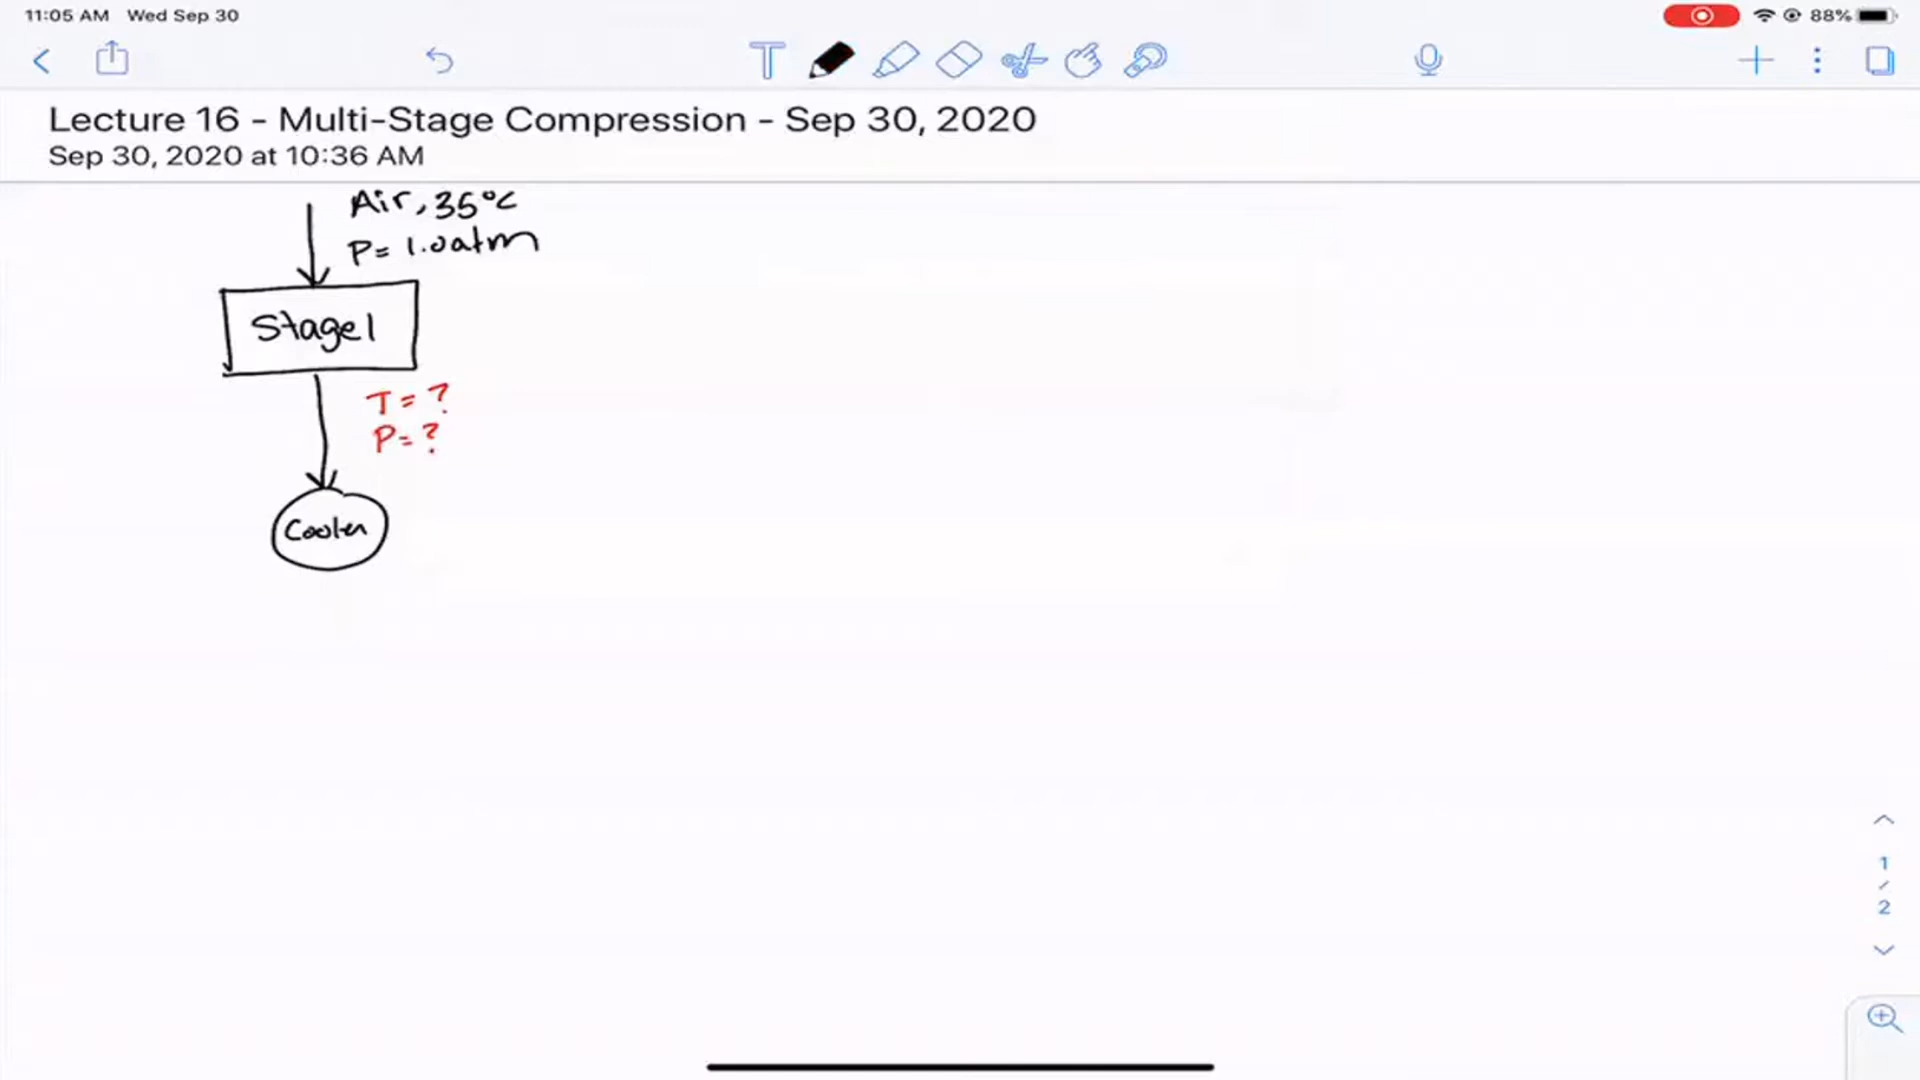 11:05 AM Wed Sep 30
88%
T
Lecture 16 - Multi-Stage Compression - Sep 30, 2020
Sep 30, 2020 at 10:36 AM
Air, 35°C
P= 1.0atm
Stage 1
T = ?
P= ?
Cooler
1
/
2